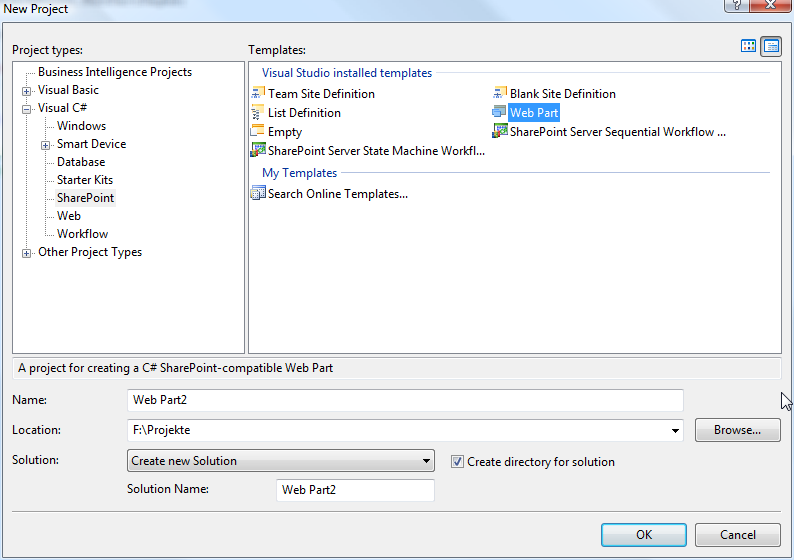 New Project
Project types:
Templates:
Business Intelligence Projects
Visual Basic
Visual C#
Windows
Smart Device
Database
Starter Kits
SharePoint
Web
Workflow
Other Project Types
Visual Studio installed templates
Team Site Definition
Blank Site Definition
List Definition
Web Part
Empty
SharePoint Server Sequential Workflow ...
SharePoint Server State Machine Workfl...
My Templates
Search Online Templates...
A project for creating a C# SharePoint-compatible Web Part
Name:
Web Part2
Location:
F:\Projekte
Browse...
Solution:
Create new Solution
Create directory for solution
Solution Name:
Web Part2
OK
Cancel